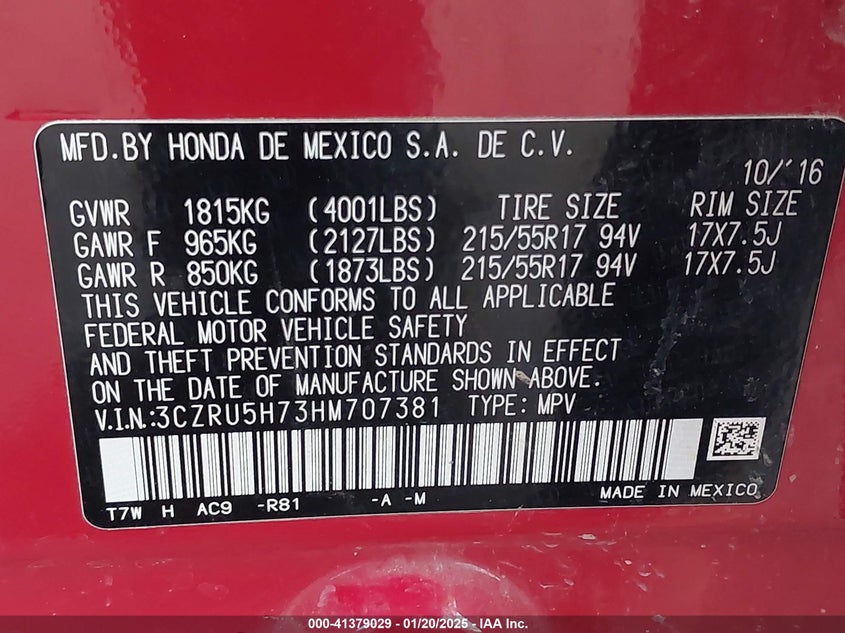 MFD.BY HONDA DE MEXICO S.A. DE C.V.
10/'16
GVWR 1815KG (4001LBS) TIRE SIZE RIM SIZE
GAWR F 965KG (2127LBS) 215/55R17 94V 17X7.5J
GAWR R 850KG (1873LBS) 215/55R17 94V 17X7.5J
THIS VEHICLE CONFORMS TO ALL APPLICABLE
FEDERAL MOTOR VEHICLE SAFETY
AND THEFT PREVENTION STANDARDS IN EFFECT
ON THE DATE OF MANUFACTURE SHOWN ABOVE.
V.I.N.:3CZRU5H73HM707381 TYPE: MPV
T7W H AC9 -R81 -A -M MADE IN MEXICO
000-41379029 — 01/20/2025 — IAA Inc.